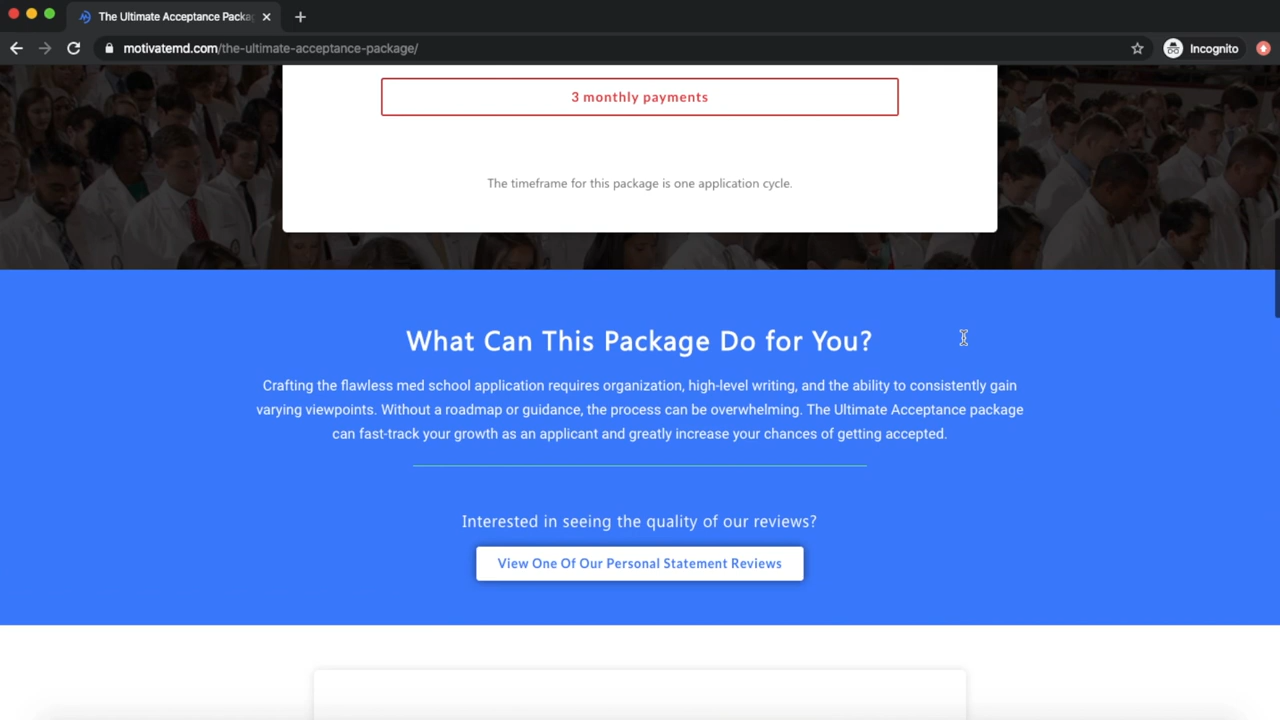 The Ultimate Acceptance Packa
motivatemd.com/the-ultimate-acceptance-package/
Incognito
3 monthly payments
The timeframe for this package is one application cycle.
What Can This Package Do for You?
Crafting the flawless med school application requires organization, high-level writing, and the ability to consistently gain
varying viewpoints. Without a roadmap or guidance, the process can be overwhelming. The Ultimate Acceptance package
can fast-track your growth as an applicant and greatly increase your chances of getting accepted.
Interested in seeing the quality of our reviews?
View One Of Our Personal Statement Reviews